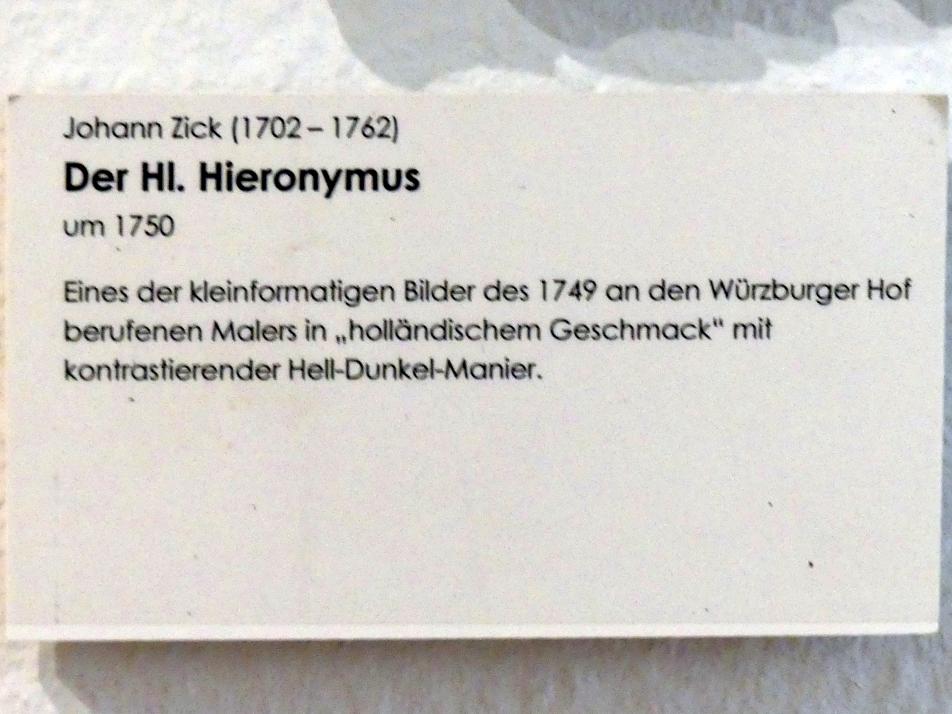 Johann Zick (1702 – 1762)
Der Hl. Hieronymus
um 1750
Eines der kleinformatigen Bilder des 1749 an den Würzburger Hof
berufenen Malers in „holländischem Geschmack“ mit
kontrastierender Hell-Dunkel-Manier.